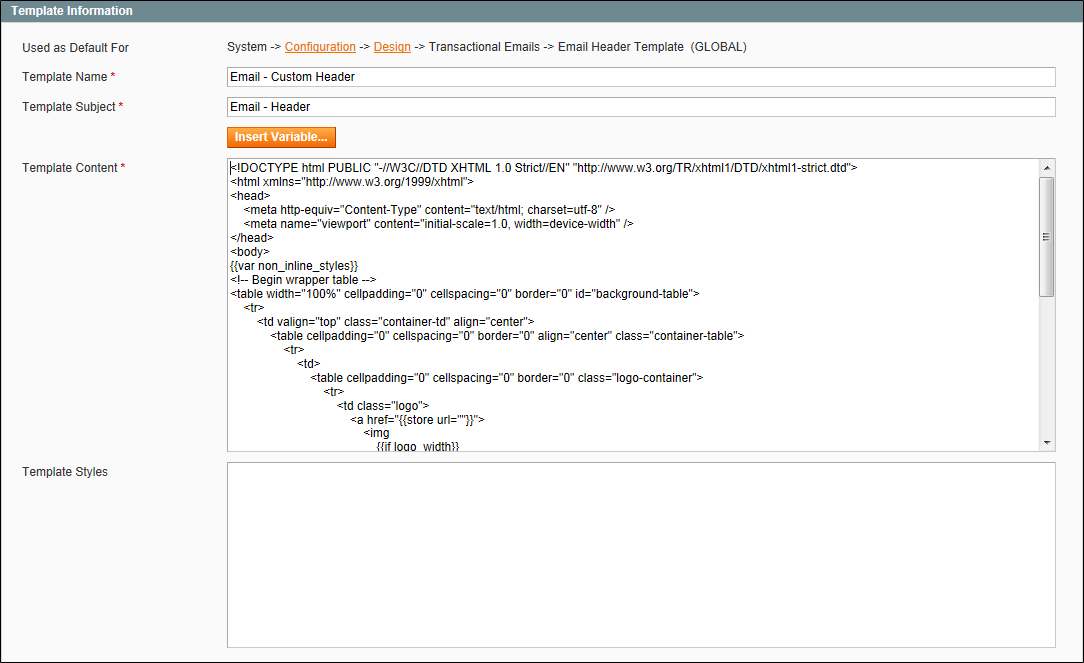 Template Information
Used as Default For
System -> Configuration -> Design -> Transactional Emails -> Email Header Template (GLOBAL)
Template Name *
Email - Custom Header
Template Subject *
Email - Header
Insert Variable...
Template Content *
<!DOCTYPE html PUBLIC "-//W3C//DTD XHTML 1.0 Strict//EN" "http://www.w3.org/TR/xhtml1/DTD/xhtml1-strict.dtd">
<html xmlns="http://www.w3.org/1999/xhtml">
<head>
    <meta http-equiv="Content-Type" content="text/html; charset=utf-8" />
    <meta name="viewport" content="initial-scale=1.0, width=device-width" />
</head>
<body>
{{var non_inline_styles}}
<!-- Begin wrapper table -->
<table width="100%" cellpadding="0" cellspacing="0" border="0" id="background-table">
    <tr>
        <td valign="top" class="container-td" align="center">
            <table cellpadding="0" cellspacing="0" border="0" align="center" class="container-table">
                <tr>
                    <td>
                        <table cellpadding="0" cellspacing="0" border="0" class="logo-container">
                            <tr>
                                <td class="logo">
                                    <a href="{{store url=""}}">
                                        <img
                                            {{if logo_width}}
Template Styles